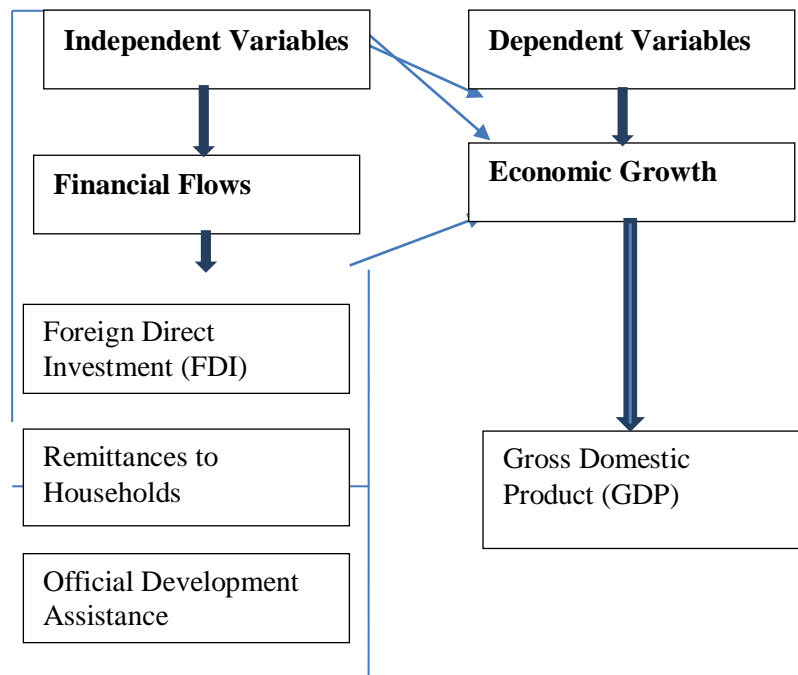 Independent Variables
Dependent Variables
Financial Flows
Economic Growth
Foreign Direct
Investment (FDI)
Remittances to
Households
Gross Domestic
Product (GDP)
Official Development
Assistance